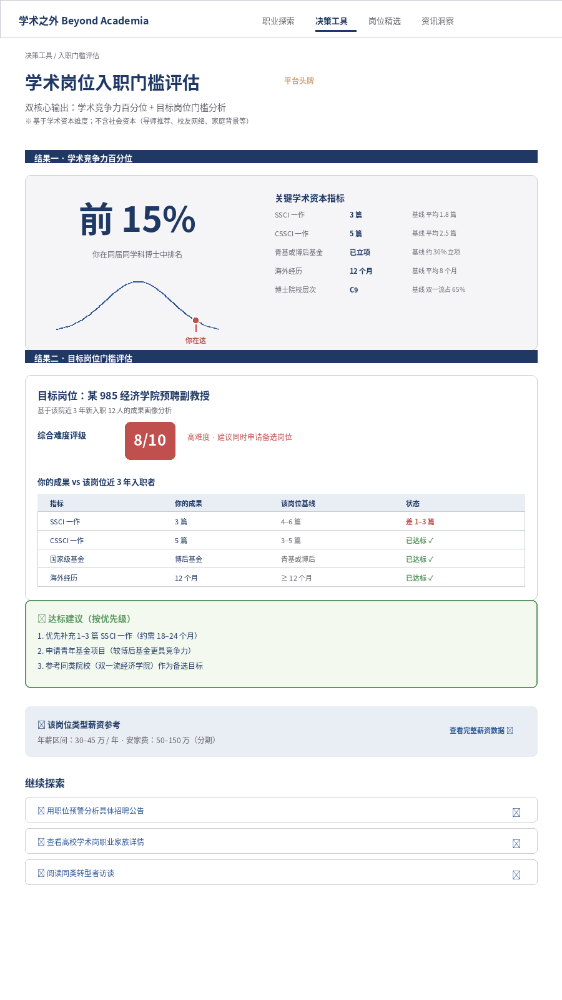 学术之外 Beyond Academia
职业探索 决策工具 岗位精选 资讯洞察
决策工具 / 入职门槛评估
学术岗位入职门槛评估 平台头牌
双核心输出：学术竞争力百分位 + 目标岗位门槛分析
※ 基于学术资本维度；不含社会资本（导师推荐、校友网络、家庭背景等）
结果一 · 学术竞争力百分位
前 15%
你在同届同学科博士中排名
你在这
关键学术资本指标
SSCI 一作 3 篇 基线 平均 1.8 篇
CSSCI 一作 5 篇 基线 平均 2.5 篇
青基或博后基金 已立项 基线 约 30% 立项
海外经历 12 个月 基线 平均 8 个月
博士院校层次 C9 基线 双一流占 65%
结果二 · 目标岗位门槛评估
目标岗位：某 985 经济学院预聘副教授
基于该院近 3 年新入职 12 人的成果画像分析
综合难度评级 8/10 高难度 · 建议同时申请备选岗位
你的成果 vs 该岗位近 3 年入职者
指标 你的成果 该岗位基线 状态
SSCI 一作 3 篇 4–6 篇 差 1–3 篇
CSSCI 一作 5 篇 3–5 篇 已达标 ✓
国家级基金 博后基金 青基或博后 已达标 ✓
海外经历 12 个月 ≥ 12 个月 已达标 ✓
达标建议（按优先级）
1. 优先补充 1–3 篇 SSCI 一作（约需 18–24 个月）
2. 申请青年基金项目（较博后基金更具竞争力）
3. 参考同类院校（双一流经济学院）作为备选目标
该岗位类型薪资参考
年薪区间：30–45 万 / 年 · 安家费：50–150 万（分期）
查看完整薪资数据
继续探索
用职位预警分析具体招聘公告
查看高校学术岗职业家族详情
阅读同类转型者访谈